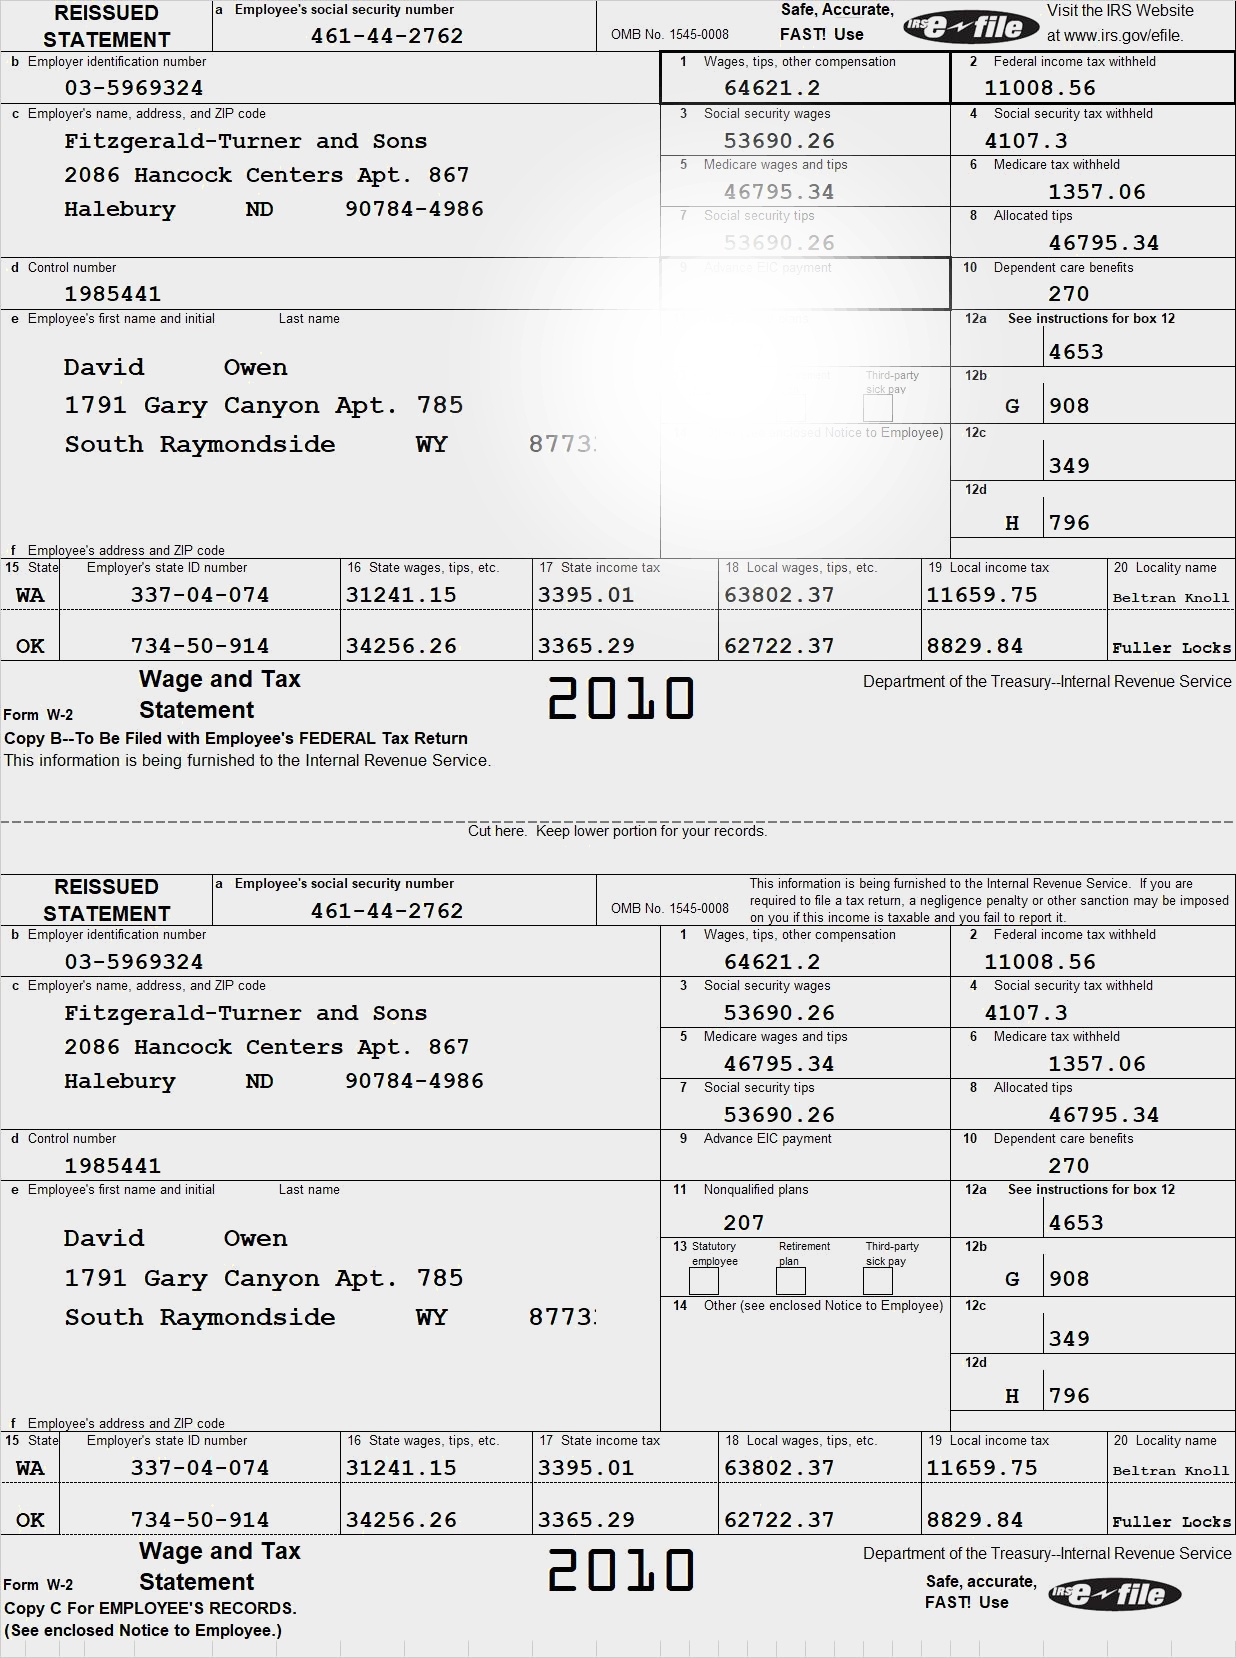 REISSUED STATEMENT
a Employee's social security number
461-44-2762
OMB No. 1545-0008
Safe, Accurate, FAST! Use
IRS e-file
Visit the IRS Website at www.irs.gov/efile.
b Employer identification number
03-5969324
1 Wages, tips, other compensation
64621.2
2 Federal income tax withheld
11008.56
c Employer's name, address, and ZIP code
Fitzgerald-Turner and Sons
2086 Hancock Centers Apt. 867
Halebury ND 90784-4986
3 Social security wages
53690.26
4 Social security tax withheld
4107.3
5 Medicare wages and tips
46795.34
6 Medicare tax withheld
1357.06
7 Social security tips
53690.26
8 Allocated tips
46795.34
d Control number
1985441
9 Advance EIC payment
10 Dependent care benefits
270
e Employee's first name and initial Last name
David Owen
1791 Gary Canyon Apt. 785
South Raymondside WY
f Employee's address and ZIP code
12a See instructions for box 12
4653
Third-party sick pay
12b
G 908
Notice to Employee)
12c
349
12d
H 796
15 State Employer's state ID number 16 State wages, tips, etc. 17 State income tax 18 Local wages, tips, etc. 19 Local income tax 20 Locality name
WA 337-04-074 31241.15 3395.01 63802.37 11659.75 Beltran Knoll
OK 734-50-914 34256.26 3365.29 62722.37 8829.84 Fuller Locks
Form W-2 Wage and Tax Statement
2010
Department of the Treasury--Internal Revenue Service
Copy B--To Be Filed with Employee's FEDERAL Tax Return
This information is being furnished to the Internal Revenue Service.
Cut here. Keep lower portion for your records.
REISSUED STATEMENT
a Employee's social security number
461-44-2762
OMB No. 1545-0008
This information is being furnished to the Internal Revenue Service. If you are
required to file a tax return, a negligence penalty or other sanction may be imposed
on you if this income is taxable and you fail to report it.
b Employer identification number
03-5969324
1 Wages, tips, other compensation
64621.2
2 Federal income tax withheld
11008.56
c Employer's name, address, and ZIP code
Fitzgerald-Turner and Sons
2086 Hancock Centers Apt. 867
Halebury ND 90784-4986
3 Social security wages
53690.26
4 Social security tax withheld
4107.3
5 Medicare wages and tips
46795.34
6 Medicare tax withheld
1357.06
7 Social security tips
53690.26
8 Allocated tips
46795.34
d Control number
1985441
9 Advance EIC payment
10 Dependent care benefits
270
e Employee's first name and initial Last name
David Owen
1791 Gary Canyon Apt. 785
South Raymondside WY
f Employee's address and ZIP code
11 Nonqualified plans
207
12a See instructions for box 12
4653
13 Statutory employee Retirement plan Third-party sick pay
12b
G 908
14 Other (see enclosed Notice to Employee)
12c
349
12d
H 796
15 State Employer's state ID number 16 State wages, tips, etc. 17 State income tax 18 Local wages, tips, etc. 19 Local income tax 20 Locality name
WA 337-04-074 31241.15 3395.01 63802.37 11659.75 Beltran Knoll
OK 734-50-914 34256.26 3365.29 62722.37 8829.84 Fuller Locks
Form W-2 Wage and Tax Statement
2010
Department of the Treasury--Internal Revenue Service
Copy C For EMPLOYEE'S RECORDS.
(See enclosed Notice to Employee.)
Safe, accurate, FAST! Use
IRS e-file